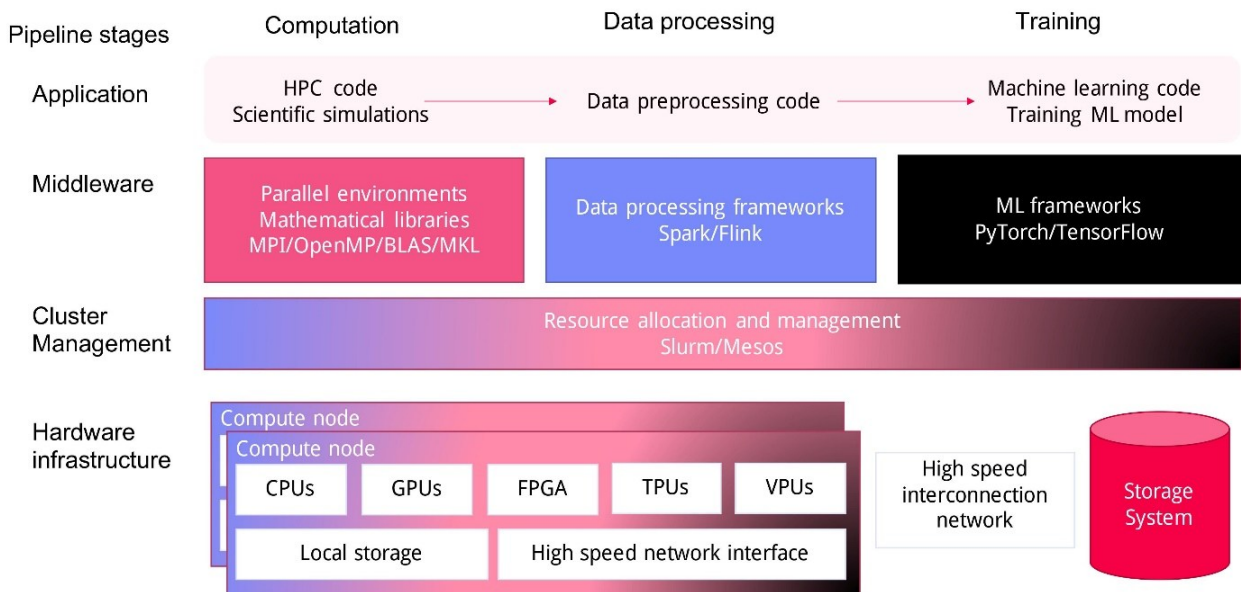 Pipeline stages
Computation
Data processing
Training
Application
HPC code
Scientific simulations
Data preprocessing code
Machine learning code
Training ML model
Middleware
Parallel environments
Mathematical libraries
MPI/OpenMP/BLAS/MKL
Data processing frameworks
Spark/Flink
ML frameworks
PyTorch/TensorFlow
Cluster
Management
Resource allocation and management
Slurm/Mesos
Hardware
infrastructure
Compute node
Compute node
CPUs
GPUs
FPGA
TPUs
VPUs
Local storage
High speed network interface
High speed
interconnection
network
Storage
System